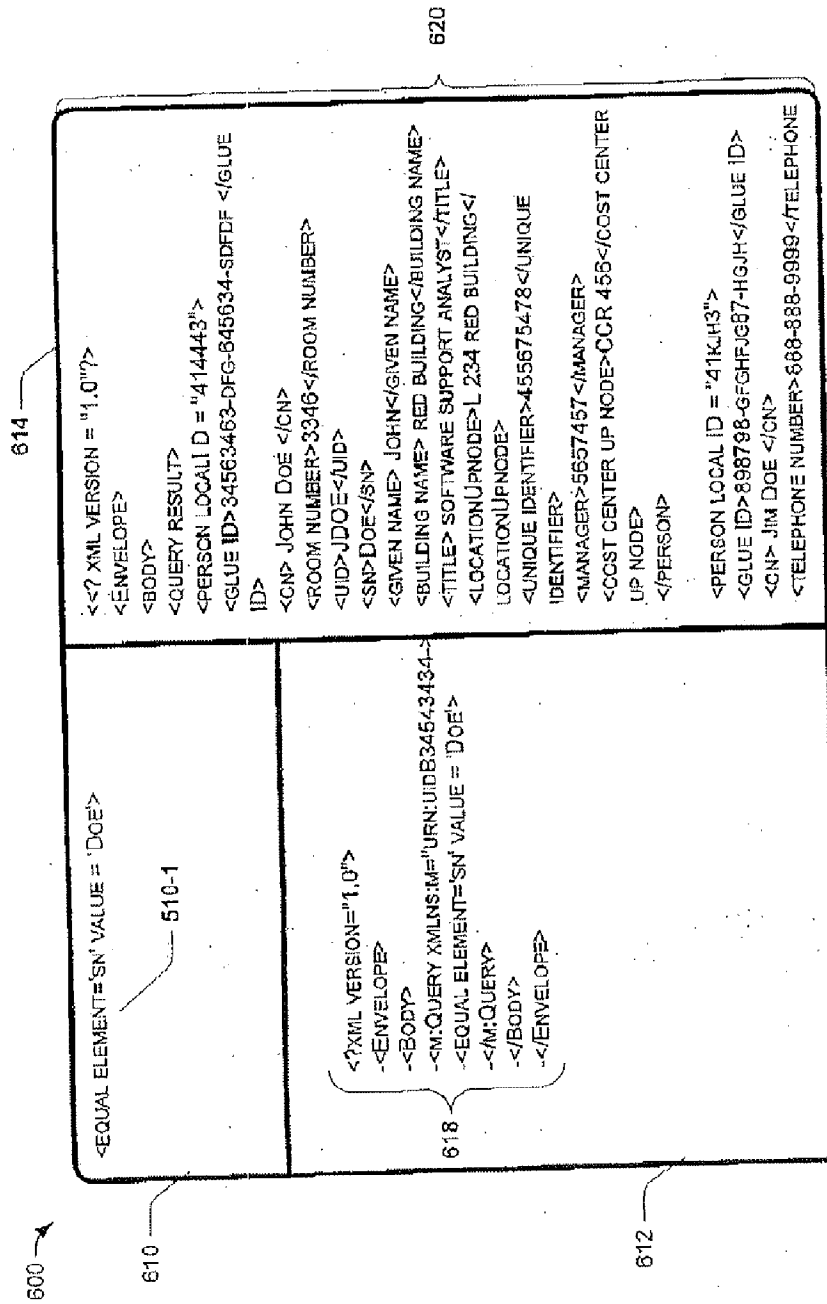 600
610
<EQUAL ELEMENT='SN' VALUE = 'DOE'>
510-1
612
618
<?XML VERSION="1.0">
-<ENVELOPE>
-<BODY>
-<M:QUERY XMLNS:M="URN:UIDB34543434->
-<EQUAL ELEMENT='SN' VALUE = 'DOE'>
-</M:QUERY>
-</BODY>
-</ENVELOPE>
614
<<? XML VERSION = "1.0"?>
<ENVELOPE>
<BODY>
<QUERY RESULT>
<PERSON LOCALI D = "414443">
<GLUE ID>34563463-DFG-645634-SDFDF </GLUE
ID>
<CN> JOHN DOE </CN>
<ROOM NUMBER>3346</ROOM NUMBER>
<UID>JDOE</UID>
<SN>DOE</SN>
<GIVEN NAME> JOHN</GIVEN NAME>
<BUILDING NAME> RED BUILDING</BUILDING NAME>
<TITLE> SOFTWARE SUPPORT ANALYST</TITLE>
<LOCATIONUPNODE>L 234 RED BUILDING</
LOCATIONUPNODE>
<UNIQUE IDENTIFIER>455675478</UNIQUE
IDENTIFIER>
<MANAGER>5657457</MANAGER>
<COST CENTER UP NODE>CCR 456</COST CENTER
UP NODE>
</PERSON>
<PERSON LOCAL ID = "41KJH3">
<GLUE ID>898798-GFGHFJG87-HGJH</GLUE ID>
<CN> JIM DOE </CN>
<TELEPHONE NUMBER>888-888-9999</TELEPHONE
620